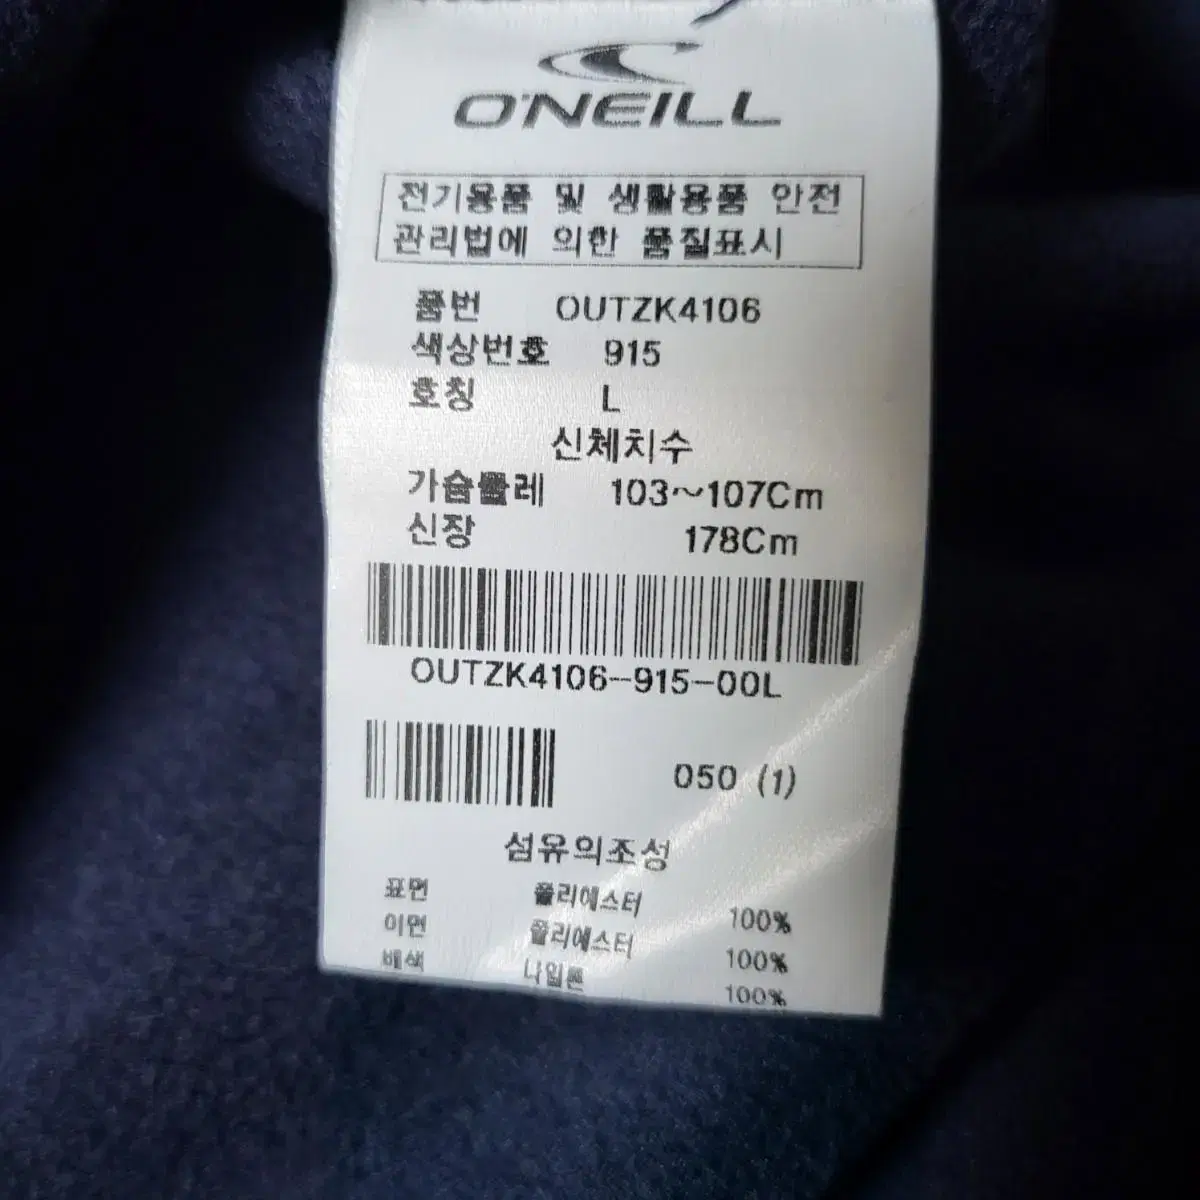 O'NEILL
전기용품 및 생활용품 안전
관리법에 의한 품질표시
품번 OUTZK4106
색상번호 915
호칭 L
신체치수
가슴둘레 103~107Cm
신장 178Cm
OUTZK4106-915-00L
050 (1)
섬유의조성
표면 폴리에스터 100%
이면 폴리에스터 100%
배색 나일론 100%